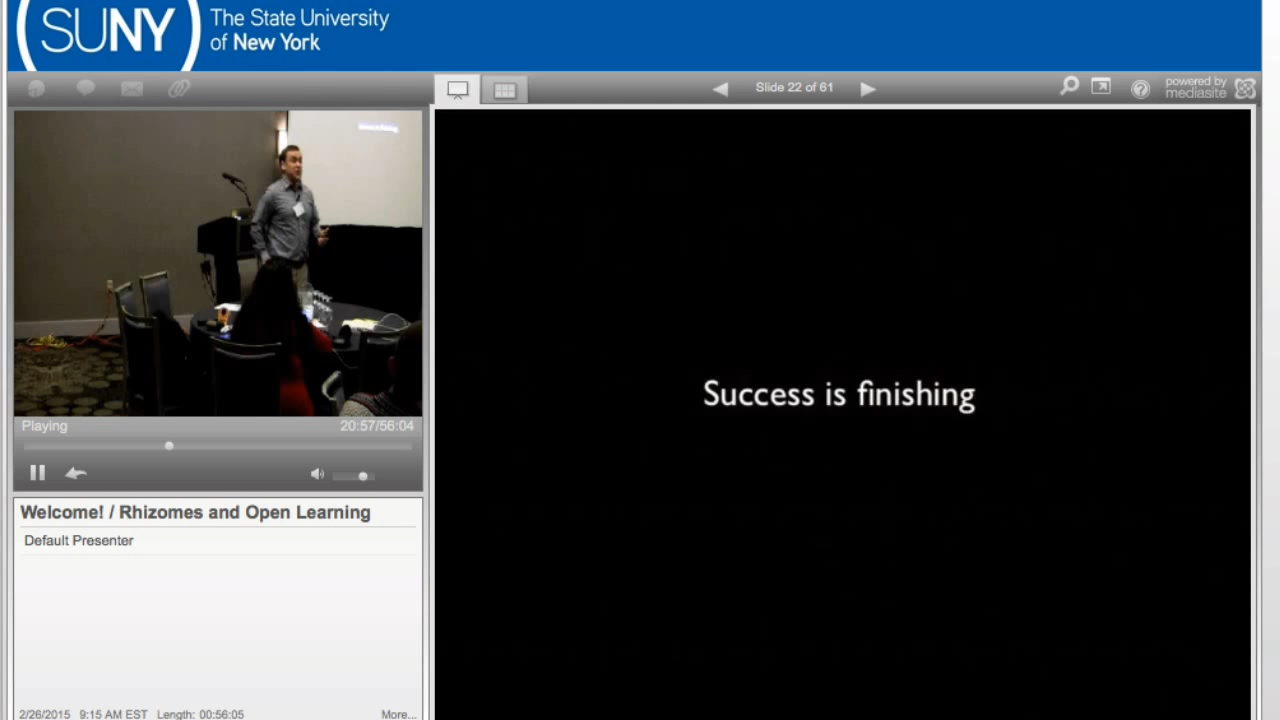 (SUNY)
The State University
of New York
Slide 22 of 61
powered by
mediasite
Success is finishing
Playing
20:57/56:04
Welcome! / Rhizomes and Open Learning
Default Presenter
2/26/2015 9:15 AM EST Length: 00:56:05
More...